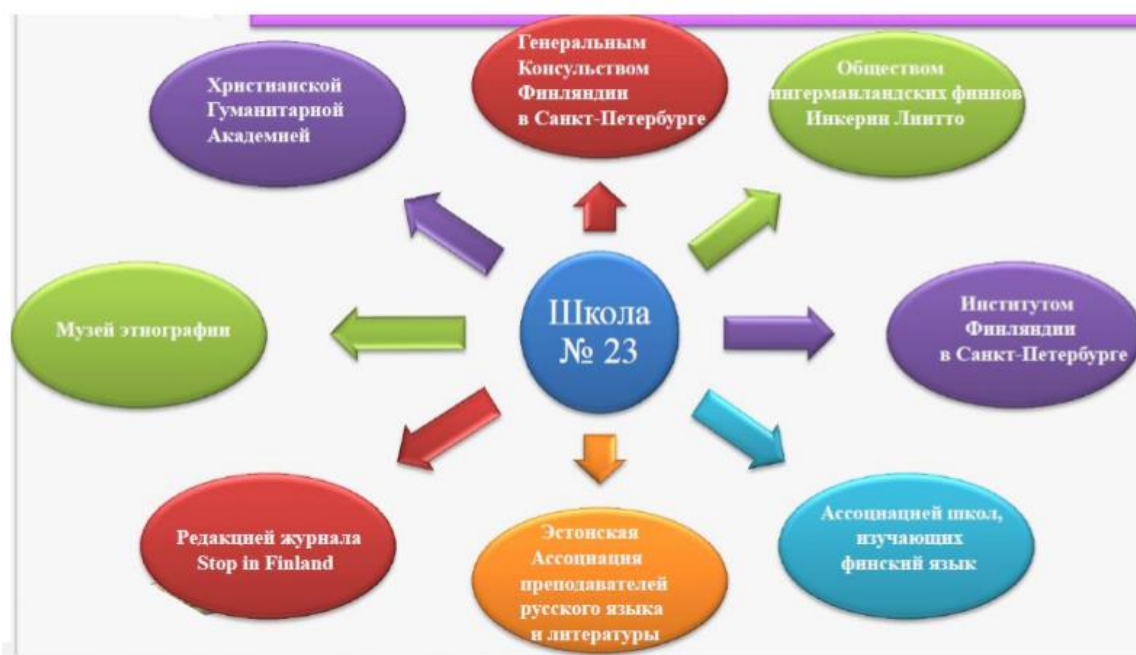 Генеральным
Консульством
Финляндии
в Санкт-Петербурге
Обществом
ингерманландских финнов
Инкерин Лиитто
Институтом
Финляндии
в Санкт-Петербурге
Ассоциацией школ,
изучающих
финский язык
Эстонская
Ассоциация
преподавателей
русского языка
и литературы
Редакцией журнала
Stop in Finland
Музей этнографии
Христианской
Гуманитарной
Академией
Школа
№ 23